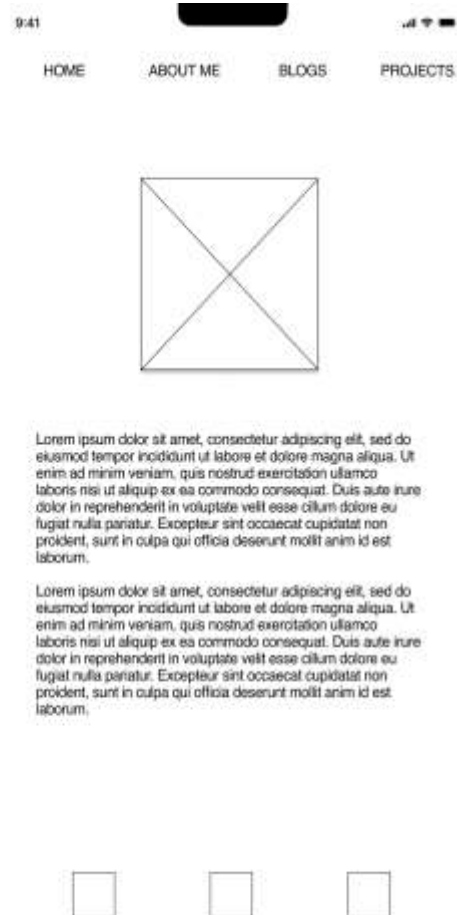 9:41
HOME ABOUT ME BLOGS PROJECTS
Lorem ipsum dolor sit amet, consectetur adipiscing elit, sed do
eiusmod tempor incididunt ut labore et dolore magna aliqua. Ut
enim ad minim veniam, quis nostrud exercitation ullamco
laboris nisi ut aliquip ex ea commodo consequat. Duis aute irure
dolor in reprehenderit in voluptate velit esse cillum dolore eu
fugiat nulla pariatur. Excepteur sint occaecat cupidatat non
proident, sunt in culpa qui officia deserunt mollit anim id est
laborum.
Lorem ipsum dolor sit amet, consectetur adipiscing elit, sed do
eiusmod tempor incididunt ut labore et dolore magna aliqua. Ut
enim ad minim veniam, quis nostrud exercitation ullamco
laboris nisi ut aliquip ex ea commodo consequat. Duis aute irure
dolor in reprehenderit in voluptate velit esse cillum dolore eu
fugiat nulla pariatur. Excepteur sint occaecat cupidatat non
proident, sunt in culpa qui officia deserunt mollit anim id est
laborum.